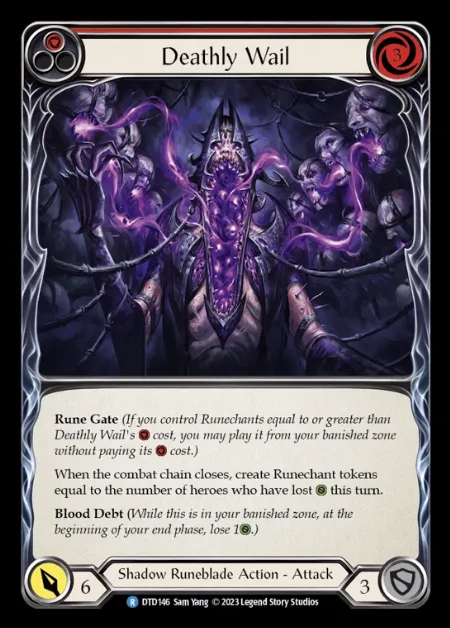 Deathly Wail
3
Rune Gate (If you control Runechants equal to or greater than
Deathly Wail's cost, you may play it from your banished zone
without paying its cost.)
When the combat chain closes, create Runechant tokens
equal to the number of heroes who have lost this turn.
Blood Debt (While this is in your banished zone, at the
beginning of your end phase, lose 1.)
6
Shadow Runeblade Action - Attack
3
R DTD146 Sam Yang © 2023 Legend Story Studios